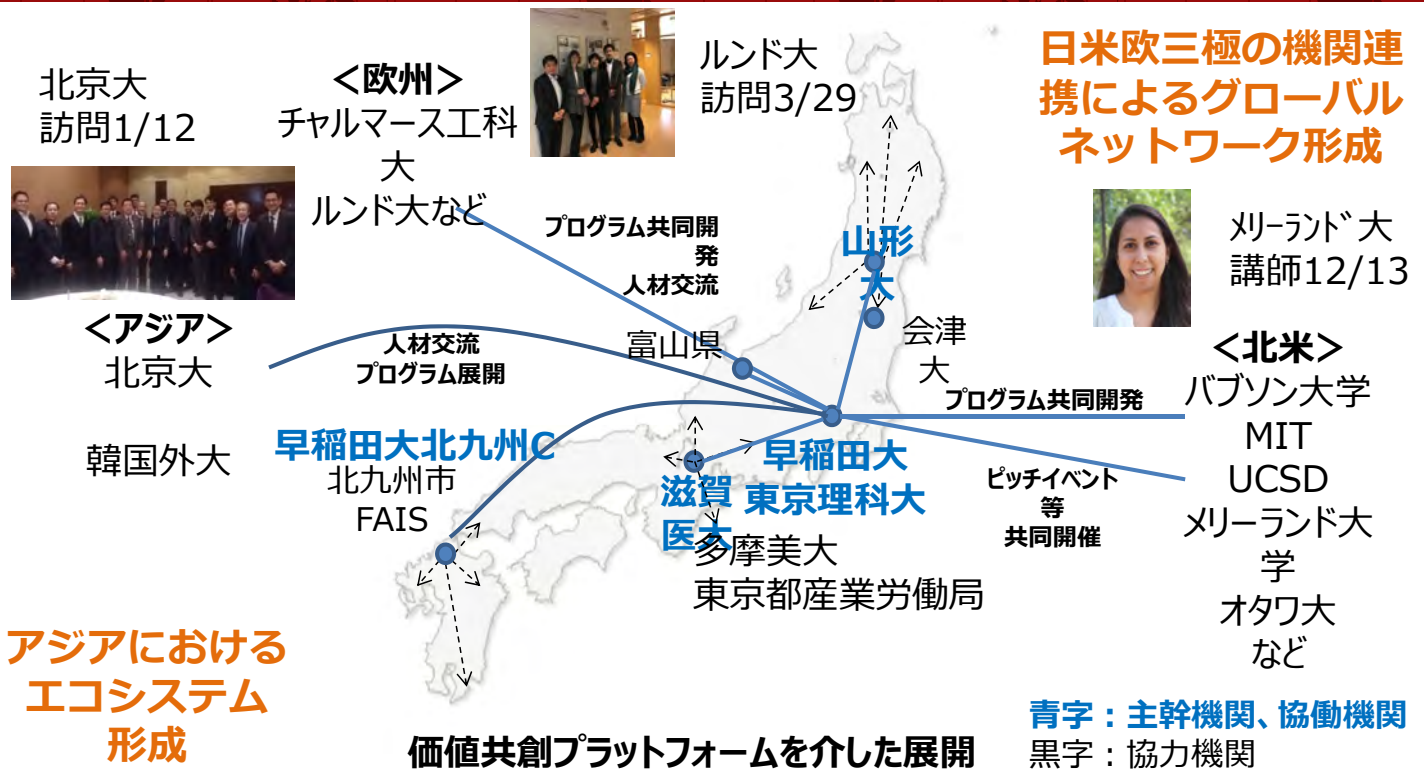 北京大
訪問1/12
＜欧州＞
チャルマース工科
大
ルンド大など
ルンド大
訪問3/29
日米欧三極の機関連
携によるグローバル
ネットワーク形成
メリーランド大
講師12/13
プログラム共同開
発
人材交流
山形
大
＜アジア＞
北京大
韓国外大
人材交流
プログラム展開
富山県
会津
大
＜北米＞
バブソン大学
MIT
UCSD
メリーランド大
学
オタワ大
など
プログラム共同開発
早稲田大北九州C
北九州市
FAIS
滋賀
医大
早稲田大
東京理科大
ピッチイベント
等
共同開催
多摩美大
東京都産業労働局
アジアにおける
エコシステム
形成
価値共創プラットフォームを介した展開
青字：主幹機関、協働機関
黒字：協力機関